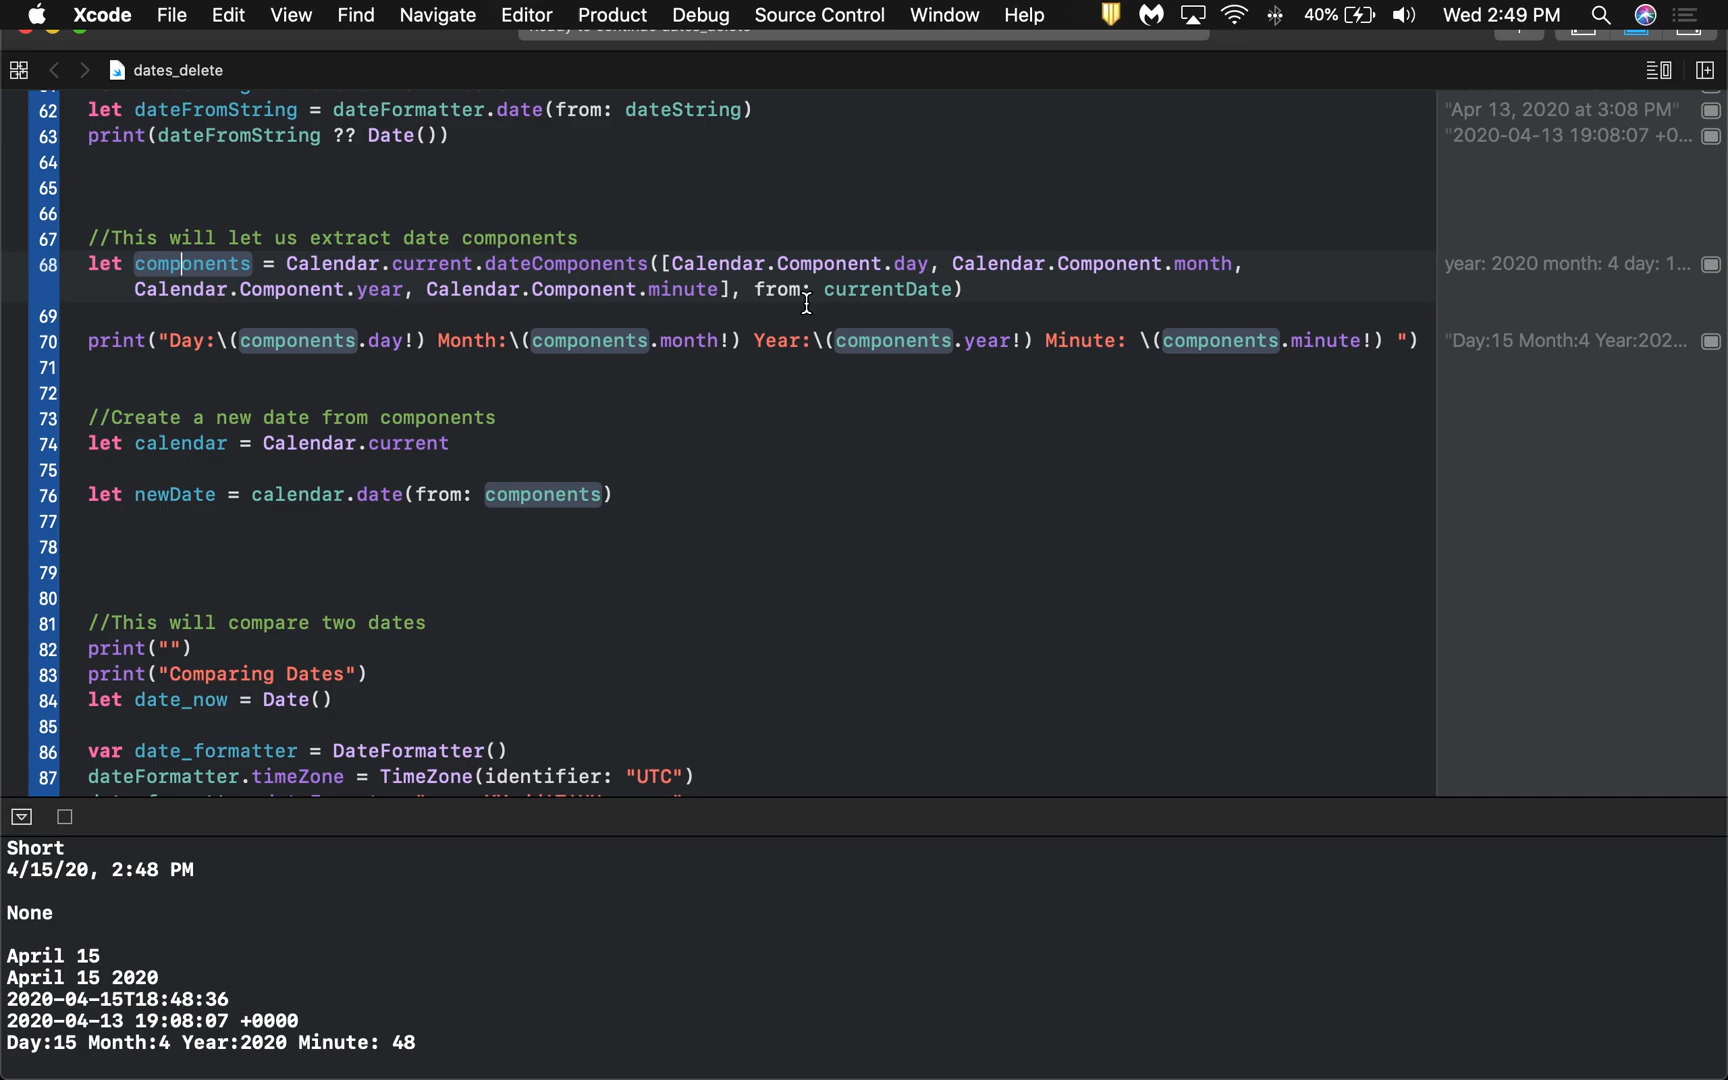 Xcode File Edit View Find Navigate Editor Product Debug Source Control Window Help 40% Wed 2:49 PM
dates_delete
62 let dateFromString = dateFormatter.date(from: dateString) "Apr 13, 2020 at 3:08 PM"
63 print(dateFromString ?? Date()) "2020-04-13 19:08:07 +0...
64
65
66
67 //This will let us extract date components
68 let components = Calendar.current.dateComponents([Calendar.Component.day, Calendar.Component.month, year: 2020 month: 4 day: 1...
Calendar.Component.year, Calendar.Component.minute], from: currentDate)
69
70 print("Day:\(components.day!) Month:\(components.month!) Year:\(components.year!) Minute: \(components.minute!) ") "Day:15 Month:4 Year:202...
71
72
73 //Create a new date from components
74 let calendar = Calendar.current
75
76 let newDate = calendar.date(from: components)
77
78
79
80
81 //This will compare two dates
82 print("")
83 print("Comparing Dates")
84 let date_now = Date()
85
86 var date_formatter = DateFormatter()
87 dateFormatter.timeZone = TimeZone(identifier: "UTC")
Short
4/15/20, 2:48 PM
None
April 15
April 15 2020
2020-04-15T18:48:36
2020-04-13 19:08:07 +0000
Day:15 Month:4 Year:2020 Minute: 48